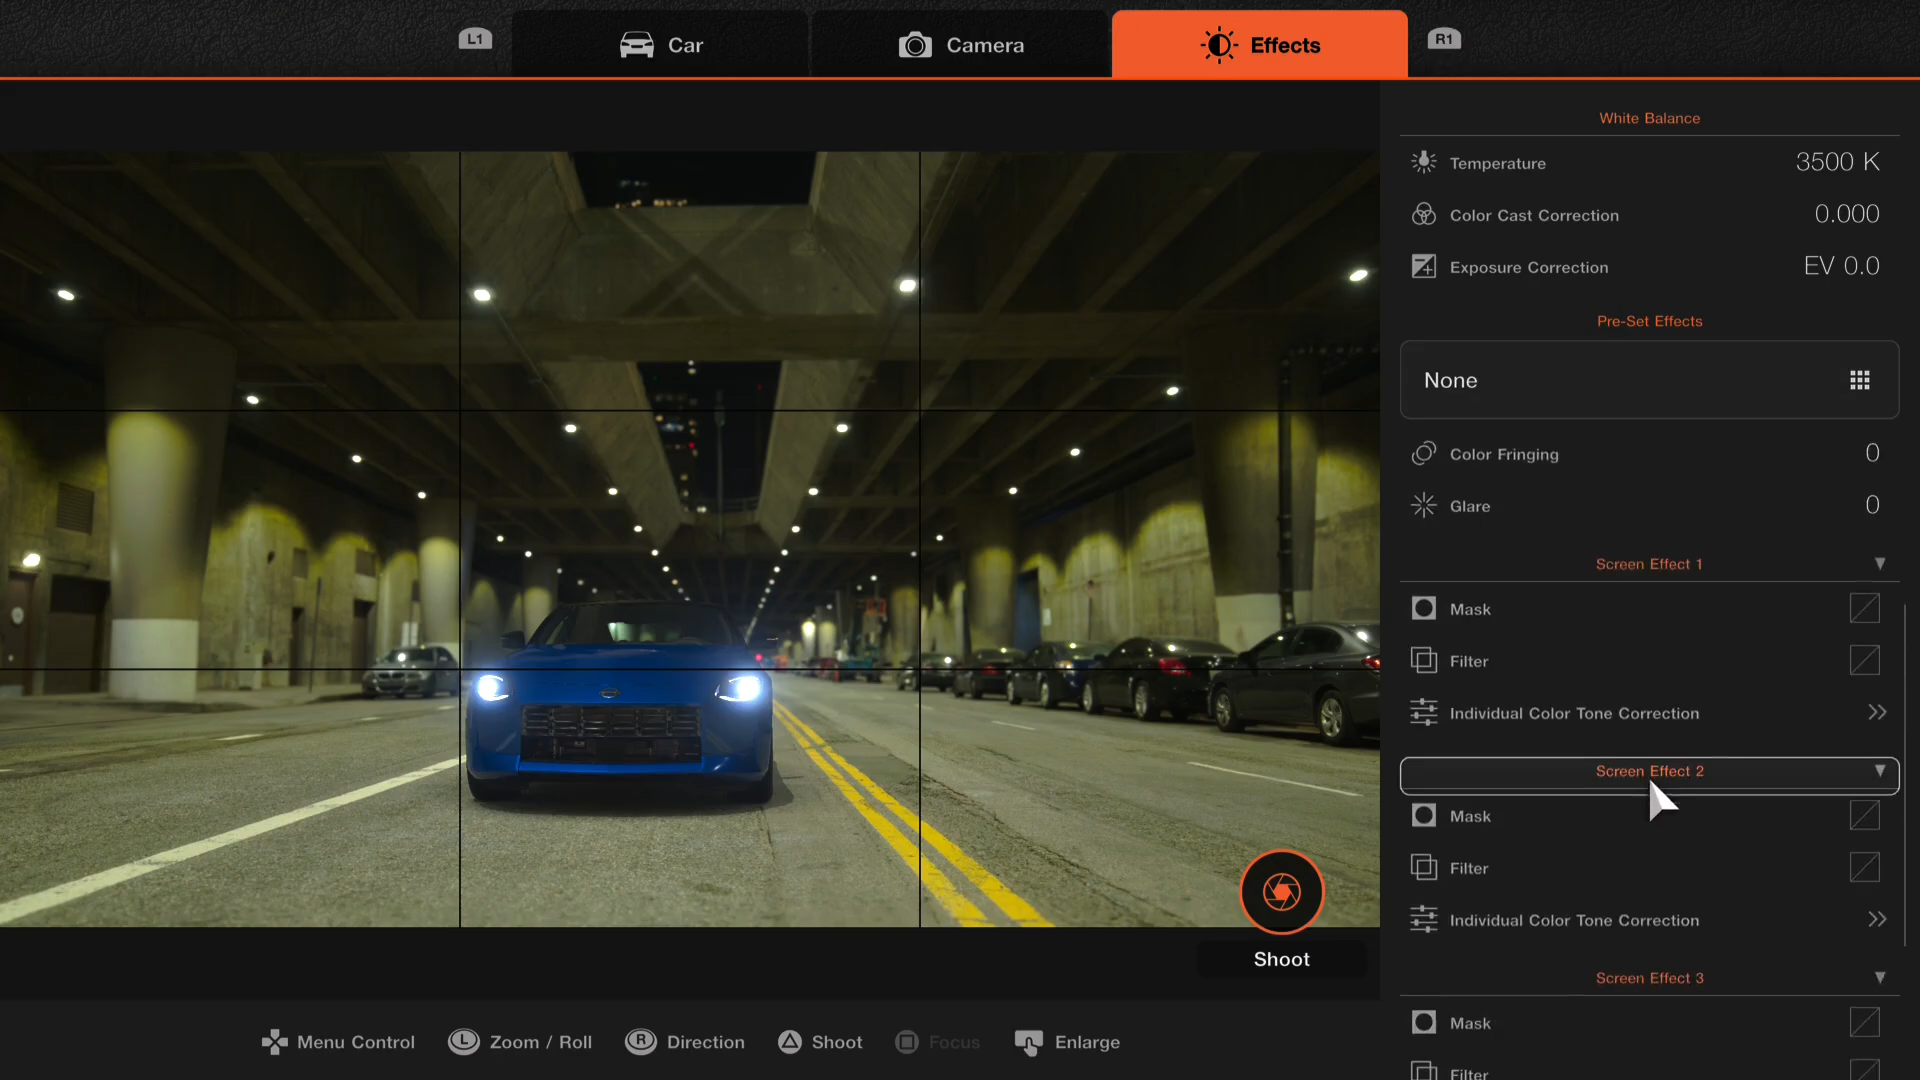 L1
Car
Camera
Effects
R1
White Balance
Temperature 3500 K
Color Cast Correction 0.000
Exposure Correction EV 0.0
Pre-Set Effects
None
Color Fringing 0
Glare 0
Screen Effect 1
Mask
Filter
Individual Color Tone Correction
Screen Effect 2
Mask
Filter
Individual Color Tone Correction
Screen Effect 3
Mask
Filter
Shoot
Menu Control
L Zoom / Roll
R Direction
Shoot
Focus
Enlarge